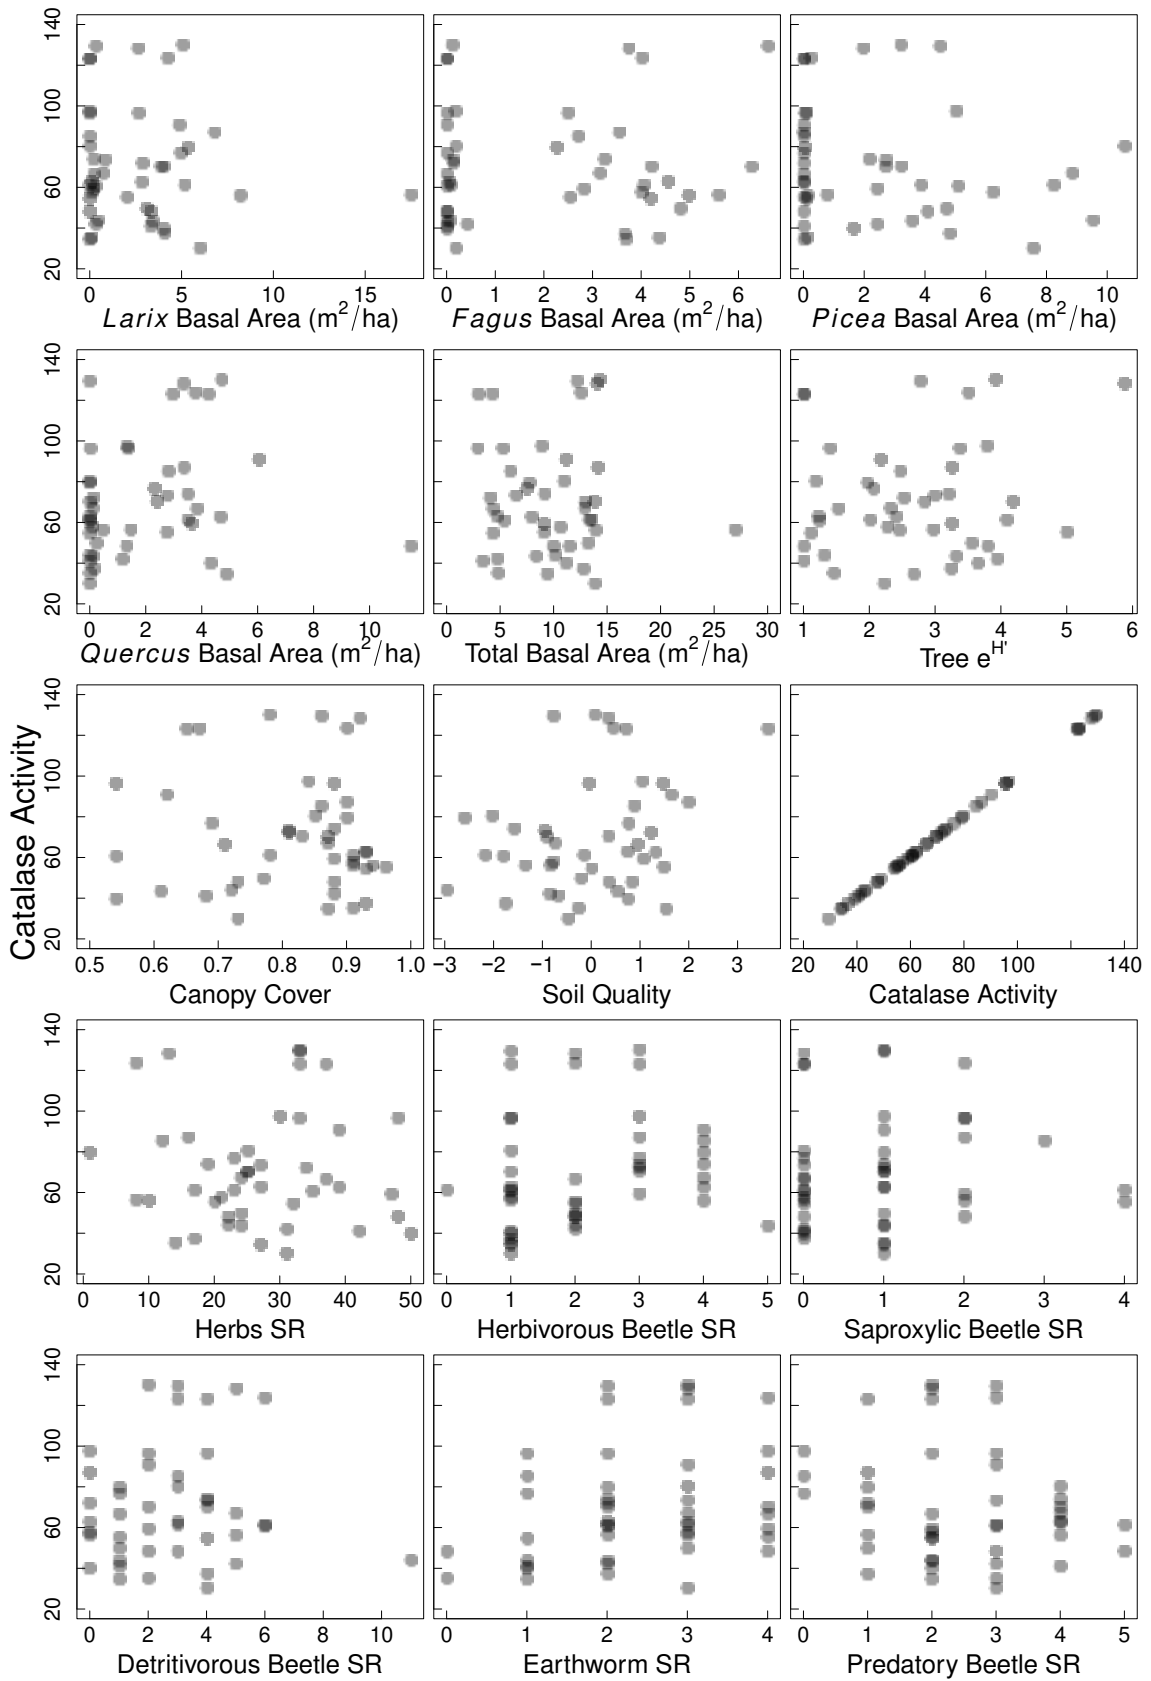 20 60 100 140
0 5 10 15
Larix Basal Area (m²/ha)
0 1 2 3 4 5 6
Fagus Basal Area (m²/ha)
0 2 4 6 8 10
Picea Basal Area (m²/ha)
20 60 100 140
0 2 4 6 8 10
Quercus Basal Area (m²/ha)
0 5 10 15 20 25 30
Total Basal Area (m²/ha)
1 2 3 4 5 6
Tree e^H'
Catalase Activity
20 60 100 140
0.5 0.6 0.7 0.8 0.9 1.0
Canopy Cover
−3 −2 −1 0 1 2 3
Soil Quality
20 40 60 80 100 140
Catalase Activity
20 60 100 140
0 10 20 30 40 50
Herbs SR
0 1 2 3 4 5
Herbivorous Beetle SR
0 1 2 3 4
Saproxylic Beetle SR
20 60 100 140
0 2 4 6 8 10
Detritivorous Beetle SR
0 1 2 3 4
Earthworm SR
0 1 2 3 4 5
Predatory Beetle SR